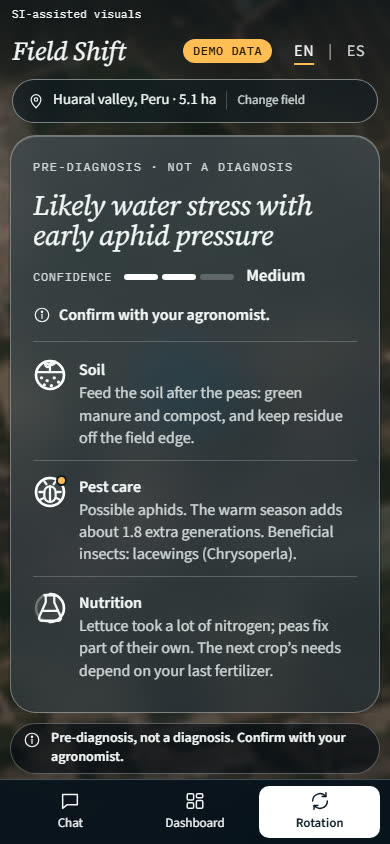 SI-assisted visuals
Field Shift
DEMO DATA
EN | ES
Huaral valley, Peru · 5.1 ha
Change field
PRE-DIAGNOSIS · NOT A DIAGNOSIS
Likely water stress with
early aphid pressure
CONFIDENCE
Medium
Confirm with your agronomist.
Soil
Feed the soil after the peas: green
manure and compost, and keep residue
off the field edge.
Pest care
Possible aphids. The warm season adds
about 1.8 extra generations. Beneficial
insects: lacewings (Chrysoperla).
Nutrition
Lettuce took a lot of nitrogen; peas fix
part of their own. The next crop's needs
depend on your last fertilizer.
Pre-diagnosis, not a diagnosis. Confirm with your
agronomist.
Chat
Dashboard
Rotation